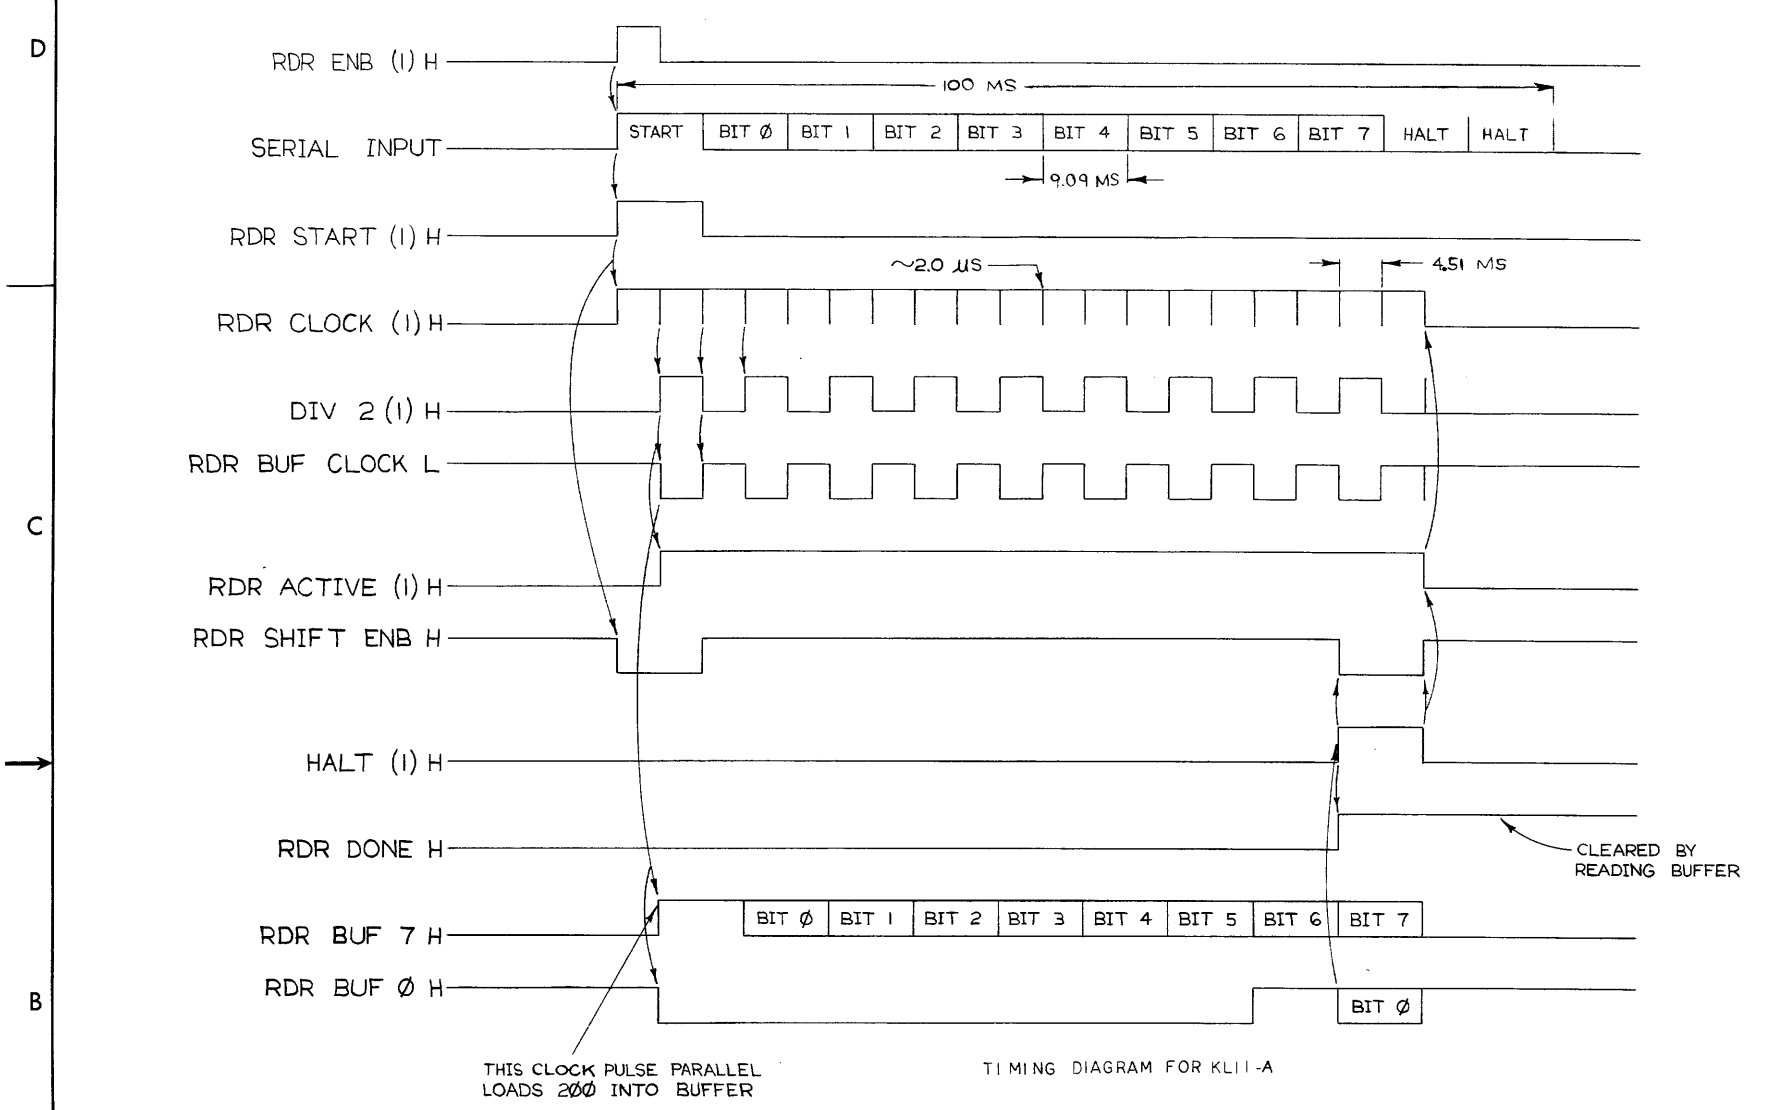 D
RDR ENB (1) H
100 MS
SERIAL INPUT
START BIT Ø BIT 1 BIT 2 BIT 3 BIT 4 BIT 5 BIT 6 BIT 7 HALT HALT
9.09 MS
RDR START (1) H
~2.0 µS
4.51 MS
RDR CLOCK (1) H
DIV 2 (1) H
RDR BUF CLOCK L
C
RDR ACTIVE (1) H
RDR SHIFT ENB H
HALT (1) H
RDR DONE H
CLEARED BY
READING BUFFER
RDR BUF 7 H
BIT Ø BIT 1 BIT 2 BIT 3 BIT 4 BIT 5 BIT 6 BIT 7
RDR BUF Ø H
BIT Ø
B
THIS CLOCK PULSE PARALLEL
LOADS 2ØØ INTO BUFFER
TIMING DIAGRAM FOR KL11-A